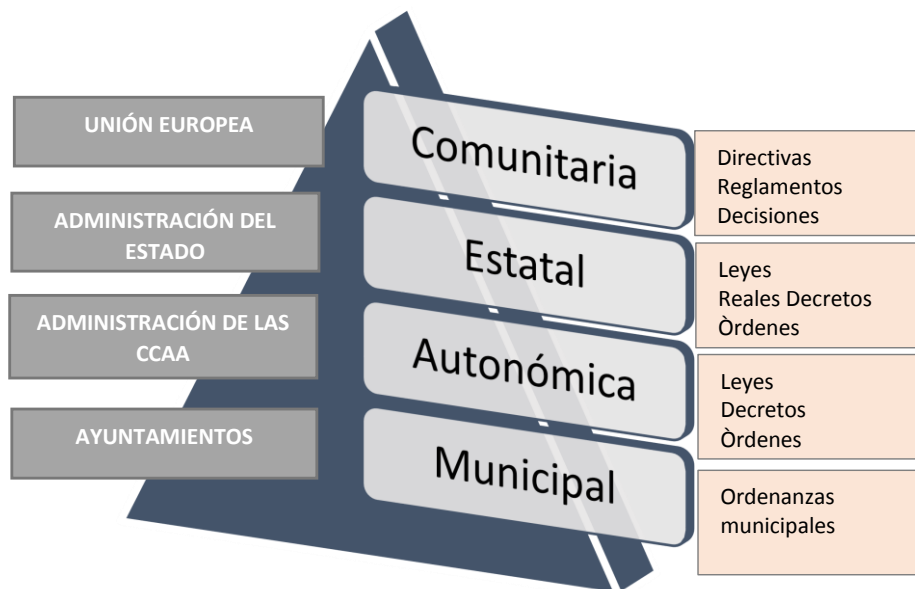 UNIÓN EUROPEA
Comunitaria
Directivas
Reglamentos
Decisiones
ADMINISTRACIÓN DEL
ESTADO
Estatal
Leyes
Reales Decretos
Òrdenes
ADMINISTRACIÓN DE LAS
CCAA
Autonómica
Leyes
Decretos
Òrdenes
AYUNTAMIENTOS
Municipal
Ordenanzas
municipales